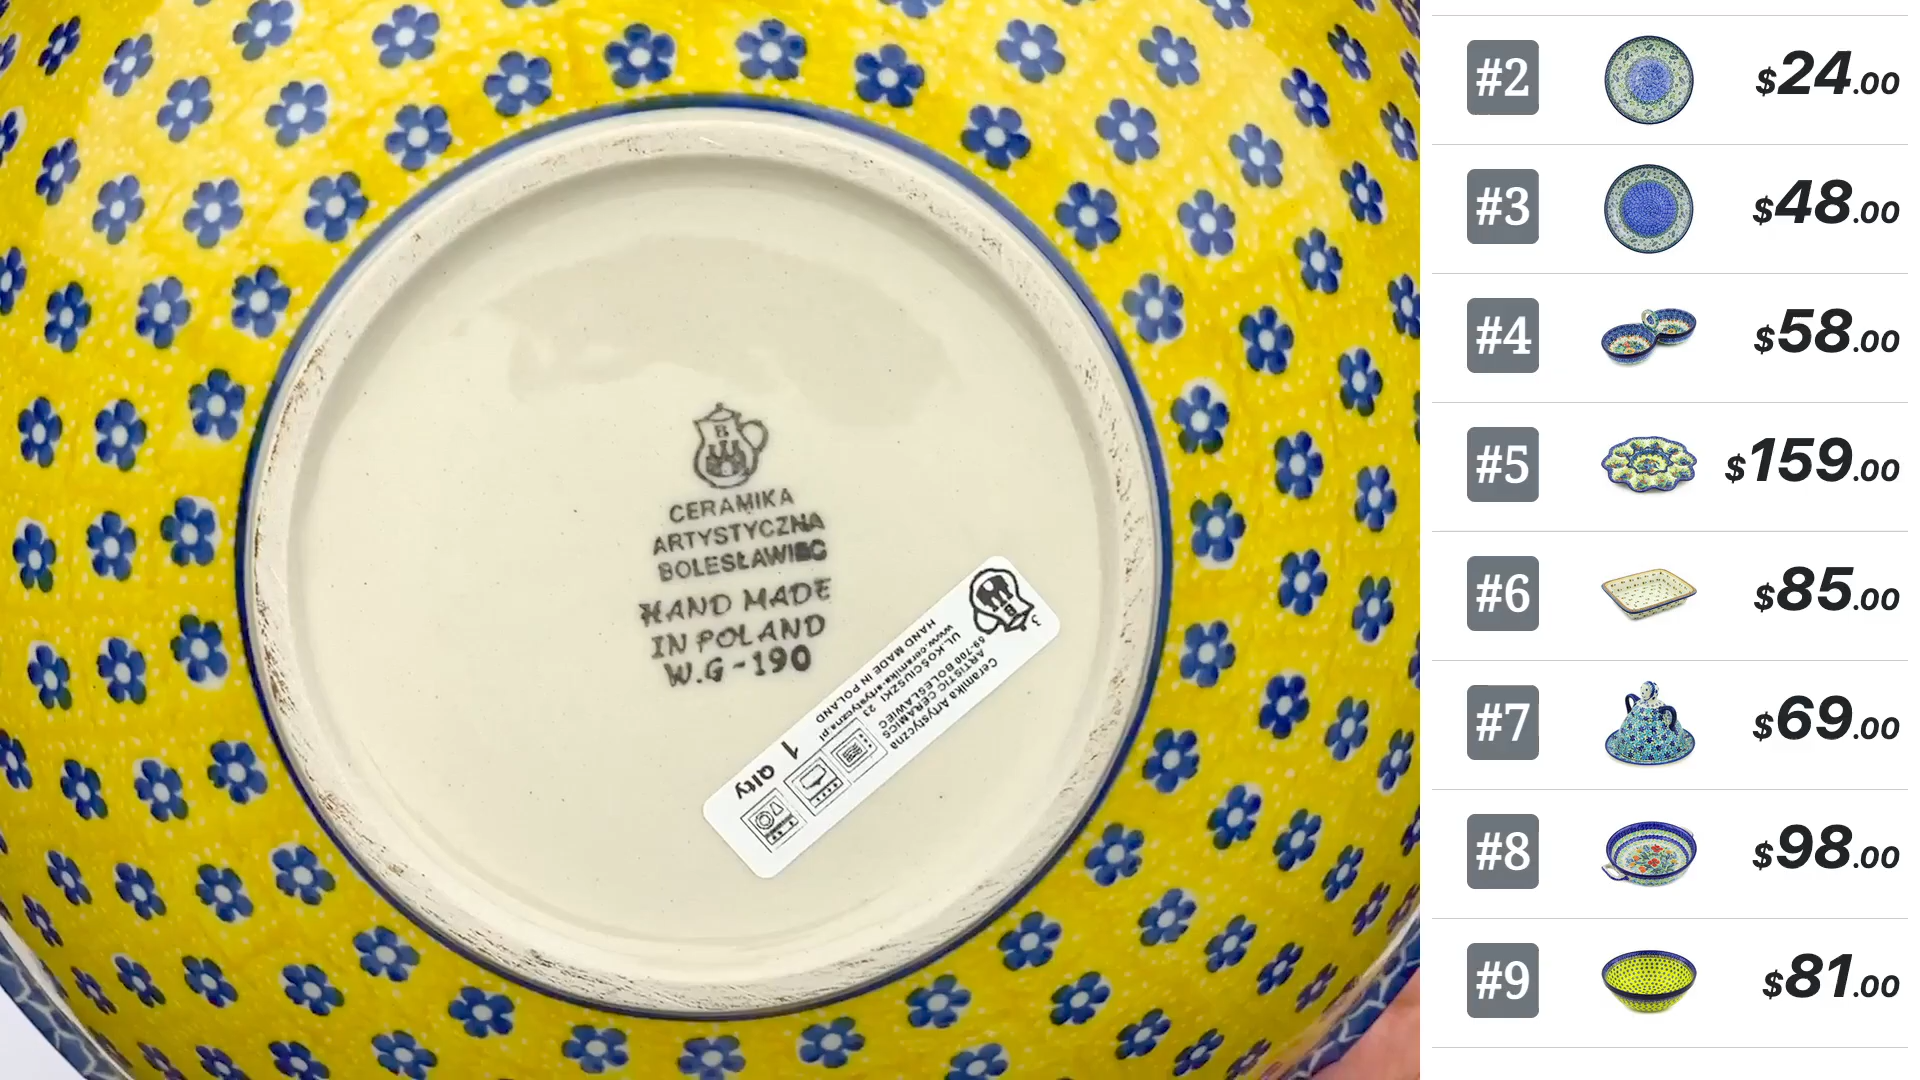 B
CERAMIKA
ARTYSTYCZNA
BOLESŁAWIEC
HAND MADE
IN POLAND
W.G-190
B
3
Ceramika Artystyczna
ARTISTIC CERAMICS
59-700 BOLESŁAWIEC
UL. KOŚCIUSZKI 23
www.ceramika-artystyczna.pl
HAND MADE IN POLAND
1
Qlty
#2 $24.00
#3 $48.00
#4 $58.00
#5 $159.00
#6 $85.00
#7 $69.00
#8 $98.00
#9 $81.00